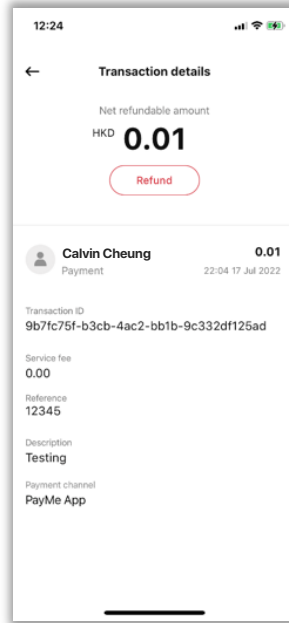 12:24
Transaction details
Net refundable amount
HKD 0.01
Refund
Calvin Cheung 0.01
Payment 22:04 17 Jul 2022
Transaction ID
9b7fc75f-b3cb-4ac2-bb1b-9c332df125ad
Service fee
0.00
Reference
12345
Description
Testing
Payment channel
PayMe App